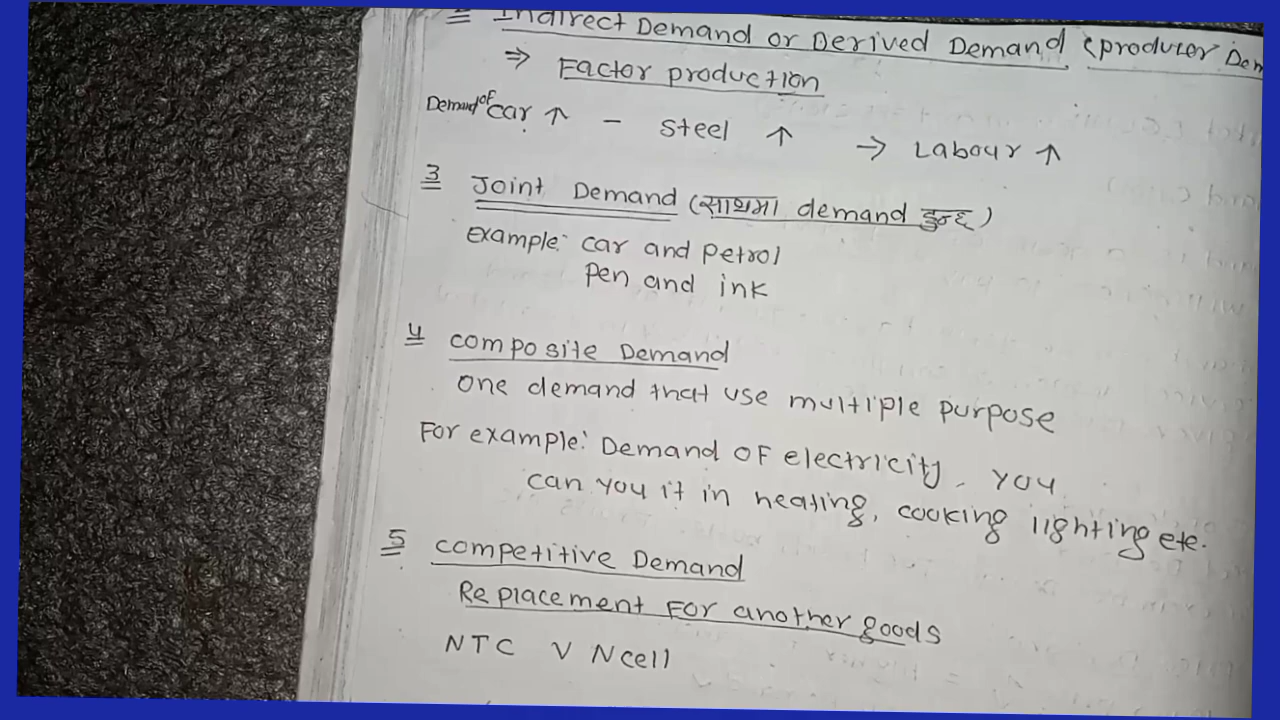 2 Indirect Demand or Derived Demand (producer Dem
⇒ Factor production
Demand of car ↑ - steel ↑ → Labour ↑
3 Joint Demand (साथमा demand हुन्छ)
Example: car and petrol
pen and ink
4 composite Demand
one demand that use multiple purpose
For example: Demand of electricity, you
can you it in heating, cooking lighting etc.
5 competitive Demand
Replacement for another goods
NTC V Ncell